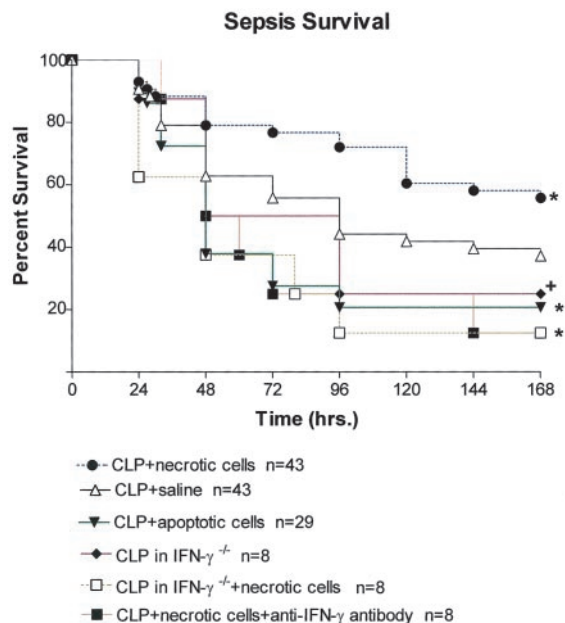 Sepsis Survival
Percent Survival
100
80
60
40
20
0 24 48 72 96 120 144 168
Time (hrs.)
*
+
*
*
CLP+necrotic cells n=43
CLP+saline n=43
CLP+apoptotic cells n=29
CLP in IFN-γ -/- n=8
CLP in IFN-γ -/-+necrotic cells n=8
CLP+necrotic cells+anti-IFN-γ antibody n=8